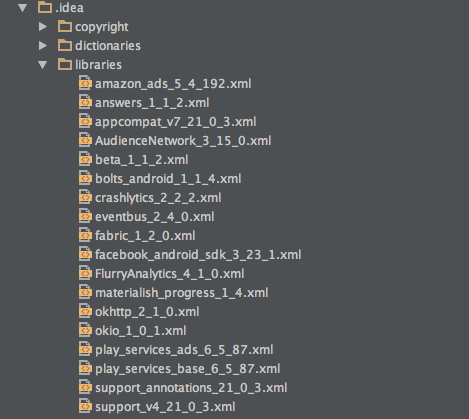 .idea
copyright
dictionaries
libraries
amazon_ads_5_4_192.xml
answers_1_1_2.xml
appcompat_v7_21_0_3.xml
AudienceNetwork_3_15_0.xml
beta_1_1_2.xml
bolts_android_1_1_4.xml
crashlytics_2_2_2.xml
eventbus_2_4_0.xml
fabric_1_2_0.xml
facebook_android_sdk_3_23_1.xml
FlurryAnalytics_4_1_0.xml
materialish_progress_1_4.xml
okhttp_2_1_0.xml
okio_1_0_1.xml
play_services_ads_6_5_87.xml
play_services_base_6_5_87.xml
support_annotations_21_0_3.xml
support_v4_21_0_3.xml